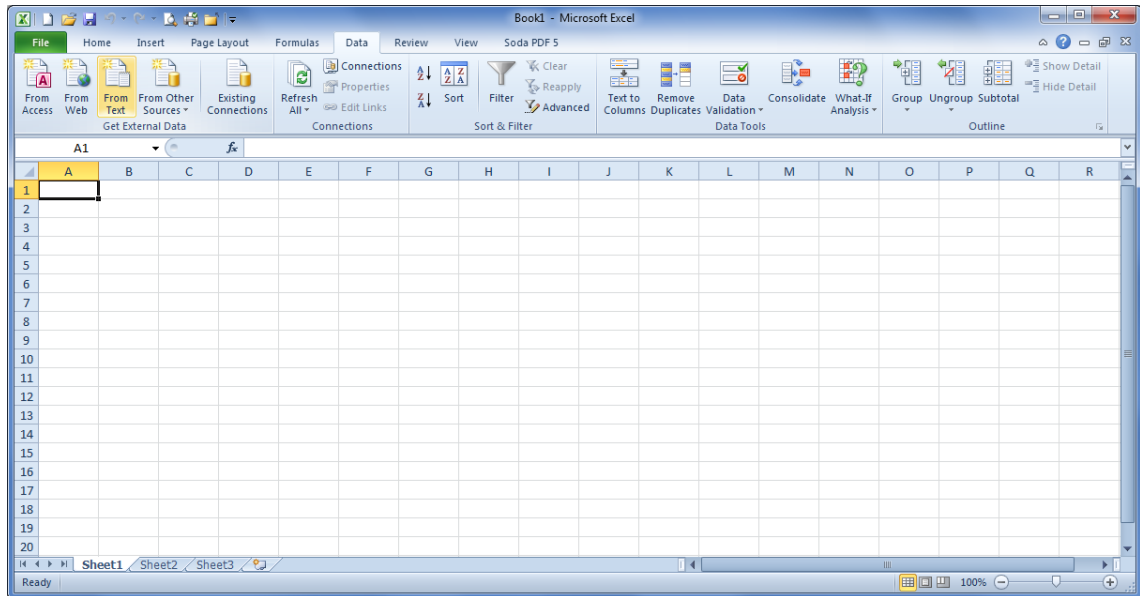 Book1 - Microsoft Excel
File Home Insert Page Layout Formulas Data Review View Soda PDF 5
From Access From Web From Text From Other Sources Existing Connections Refresh All Connections Properties Edit Links Sort Filter Clear Reapply Advanced Text to Columns Remove Duplicates Data Validation Consolidate What-If Analysis Group Ungroup Subtotal Show Detail Hide Detail
Get External Data Connections Sort & Filter Data Tools Outline
A1 fx
A B C D E F G H I J K L M N O P Q R
1
2
3
4
5
6
7
8
9
10
11
12
13
14
15
16
17
18
19
20
Sheet1 Sheet2 Sheet3
Ready 100%